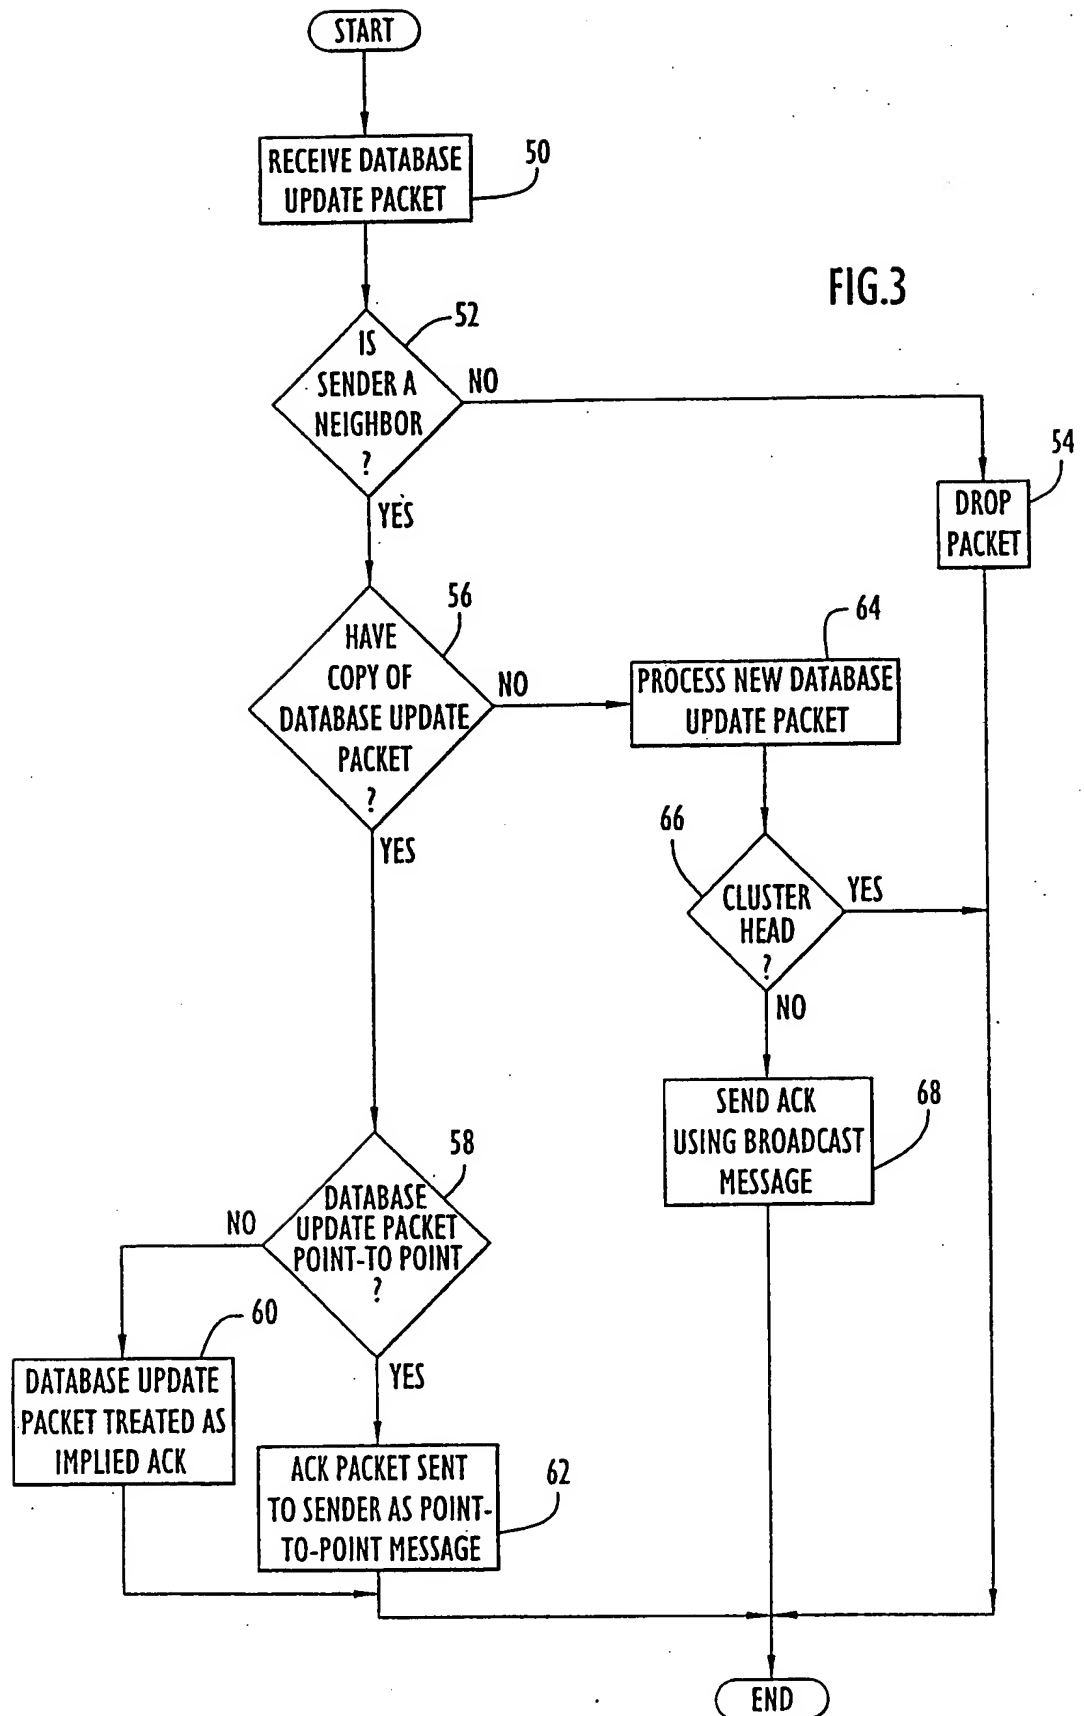 START
RECEIVE DATABASE
UPDATE PACKET
50
FIG.3
52
IS
SENDER A
NEIGHBOR
?
NO
YES
54
DROP
PACKET
56
HAVE
COPY OF
DATABASE UPDATE
PACKET
?
NO
YES
64
PROCESS NEW DATABASE
UPDATE PACKET
66
CLUSTER
HEAD
?
YES
NO
68
SEND ACK
USING BROADCAST
MESSAGE
58
DATABASE
UPDATE PACKET
POINT-TO POINT
?
NO
YES
60
DATABASE UPDATE
PACKET TREATED AS
IMPLIED ACK
62
ACK PACKET SENT
TO SENDER AS POINT-
TO-POINT MESSAGE
END